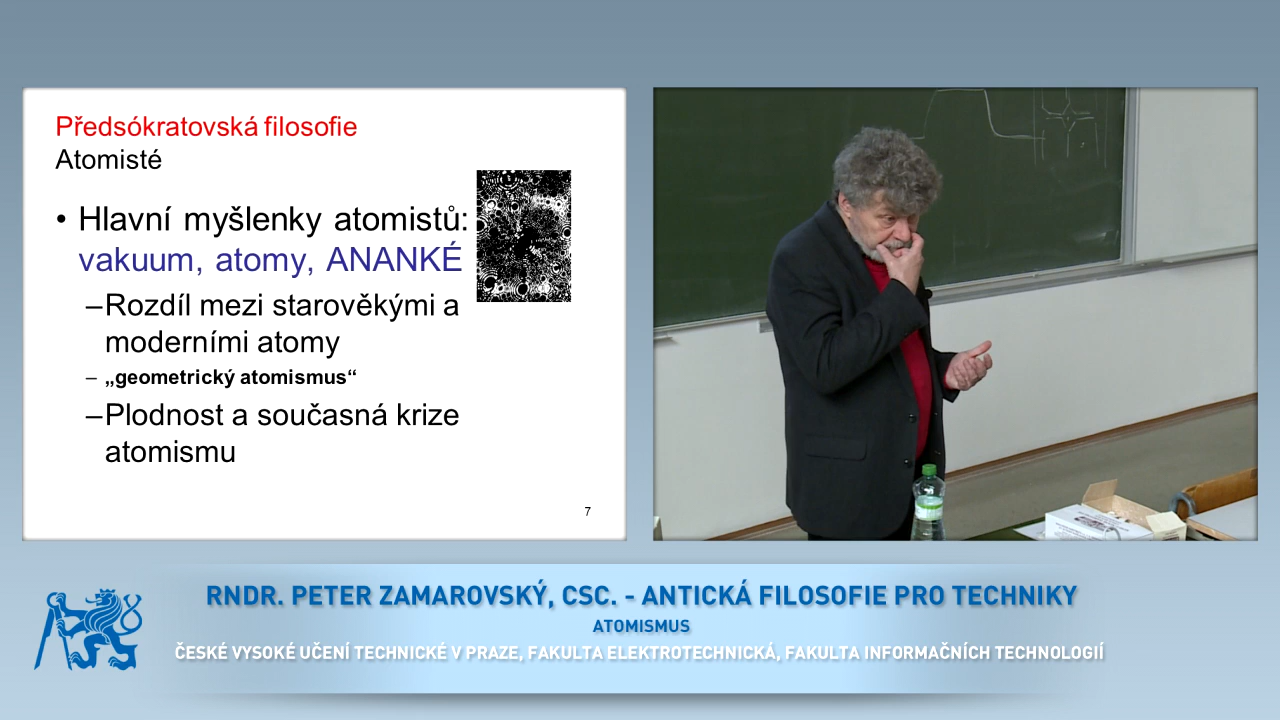 Předsókratovská filosofie
Atomisté
• Hlavní myšlenky atomistů:
vakuum, atomy, ANANKÉ
–Rozdíl mezi starověkými a
moderními atomy
– „geometrický atomismus“
–Plodnost a současná krize
atomismu
7
RNDR. PETER ZAMAROVSKÝ, CSC. - ANTICKÁ FILOSOFIE PRO TECHNIKY
ATOMISMUS
ČESKÉ VYSOKÉ UČENÍ TECHNICKÉ V PRAZE, FAKULTA ELEKTROTECHNICKÁ, FAKULTA INFORMAČNÍCH TECHNOLOGIÍ